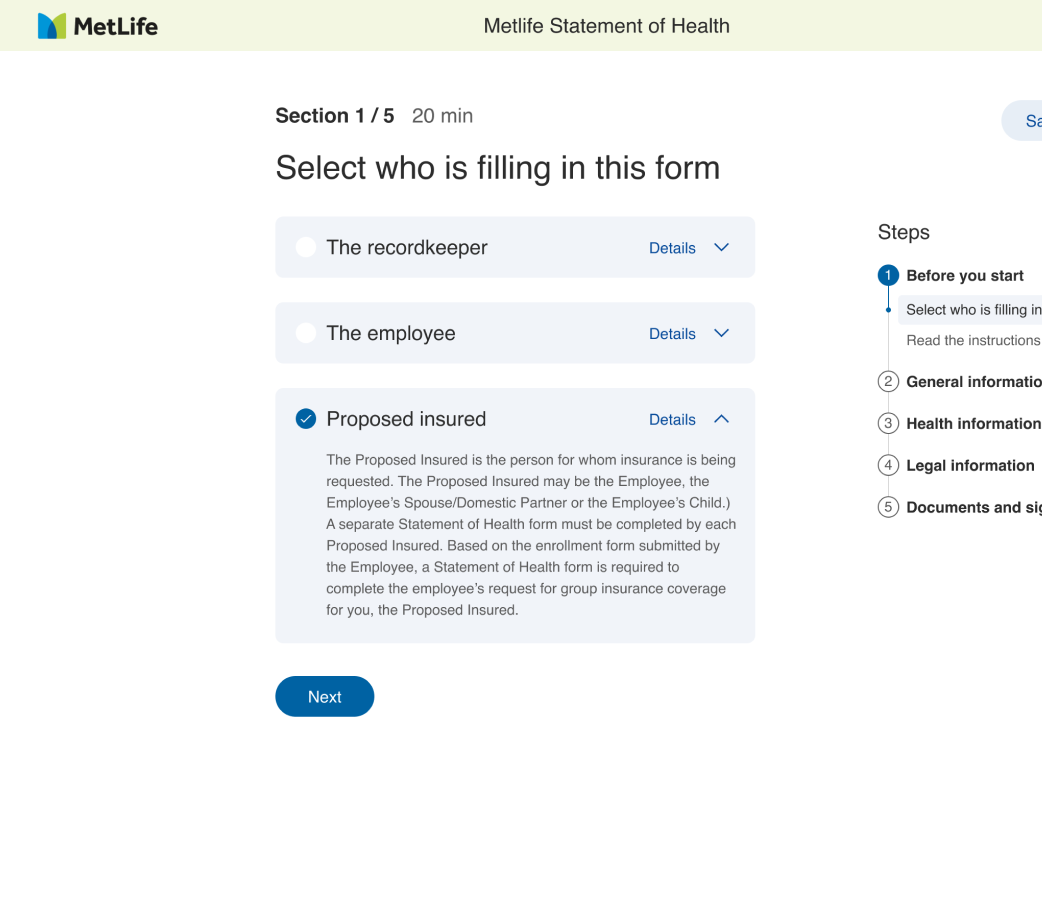 MetLife
Metlife Statement of Health
Section 1 / 5 20 min
Select who is filling in this form
The recordkeeper
Details
The employee
Details
Proposed insured
Details
The Proposed Insured is the person for whom insurance is being
requested. The Proposed Insured may be the Employee, the
Employee’s Spouse/Domestic Partner or the Employee’s Child.)
A separate Statement of Health form must be completed by each
Proposed Insured. Based on the enrollment form submitted by
the Employee, a Statement of Health form is required to
complete the employee’s request for group insurance coverage
for you, the Proposed Insured.
Next
Steps
1 Before you start
Select who is filling in
Read the instructions
2 General
3 Health information
4 Legal information
5 Documents and